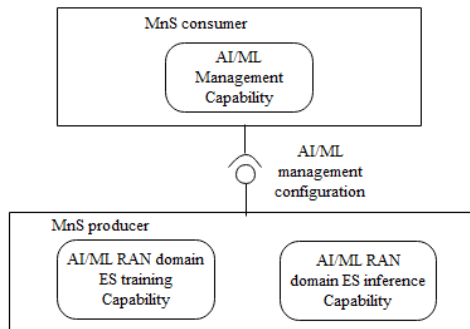 MnS consumer
AI/ML
Management
Capability
AI/ML
management
configuration
MnS producer
AI/ML RAN domain
ES training
Capability
AI/ML RAN
domain ES inference
Capability